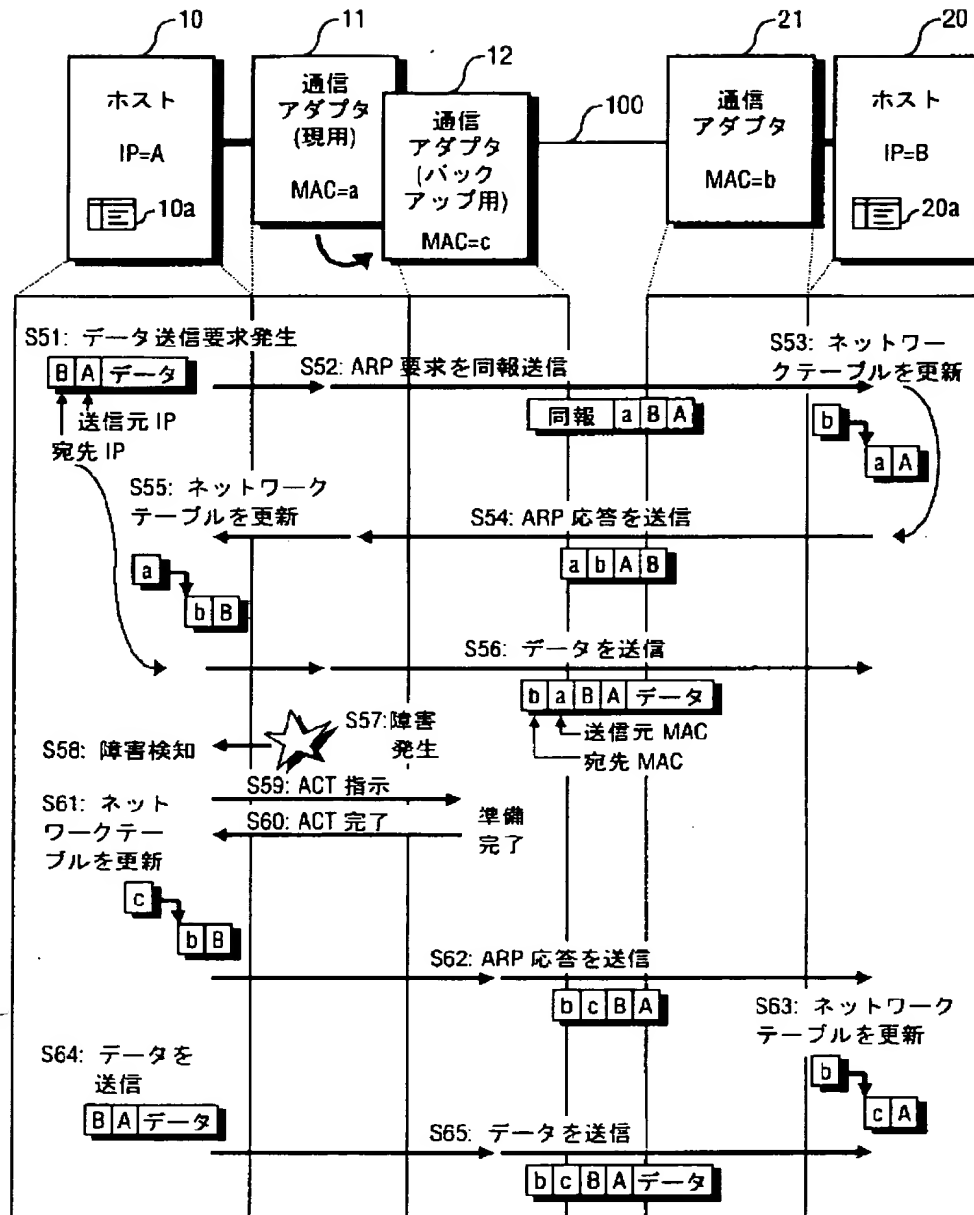 10
11
12
21
20
ホスト
IP=A
10a
通信
アダプタ
(現用)
MAC=a
通信
アダプタ
(バック
アップ用)
MAC=c
100
通信
アダプタ
MAC=b
ホスト
IP=B
20a
S51: データ送信要求発生
B A データ
送信元 IP
宛先 IP
S52: ARP 要求を同報送信
同報 a B A
S53: ネットワー
クテーブルを更新
b
a A
S54: ARP 応答を送信
a b A B
S55: ネットワーク
テーブルを更新
a
b B
S56: データを送信
b a B A データ
送信元 MAC
宛先 MAC
S57:障害
発生
S58: 障害検知
S59: ACT 指示
S60: ACT 完了
準備
完了
S61: ネット
ワークテー
ブルを更新
c
b B
S62: ARP 応答を送信
b c B A
S63: ネットワーク
テーブルを更新
b
c A
S64: データを
送信
B A データ
S65: データを送信
b c B A データ